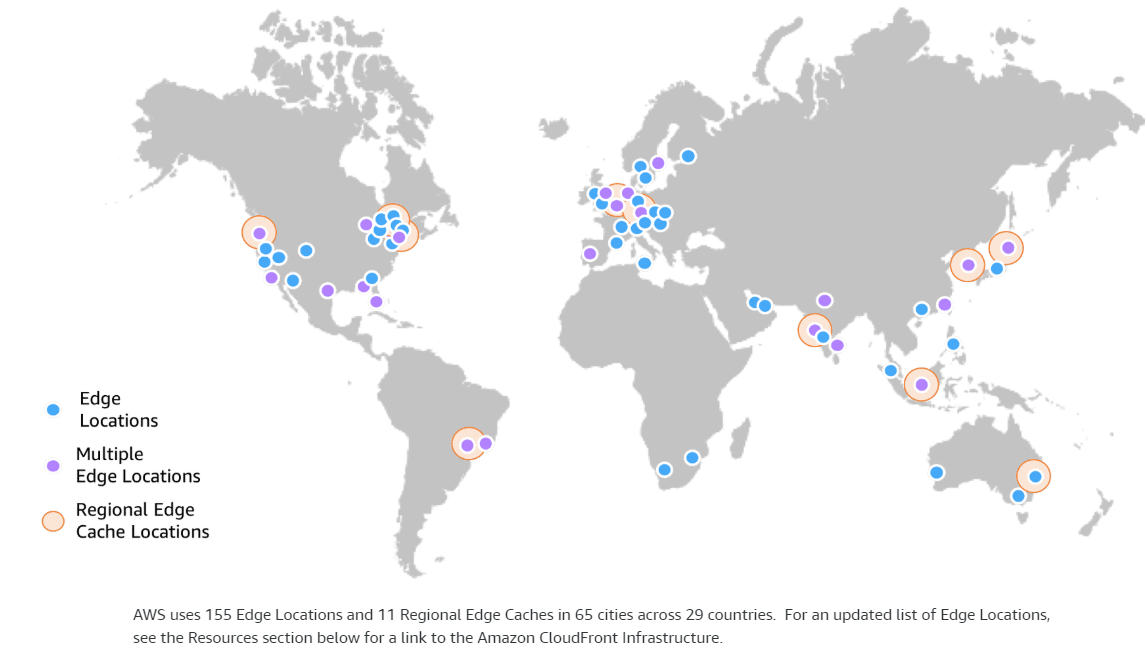 Edge
Locations
Multiple
Edge Locations
Regional Edge
Cache Locations
AWS uses 155 Edge Locations and 11 Regional Edge Caches in 65 cities across 29 countries.  For an updated list of Edge Locations,
see the Resources section below for a link to the Amazon CloudFront Infrastructure.